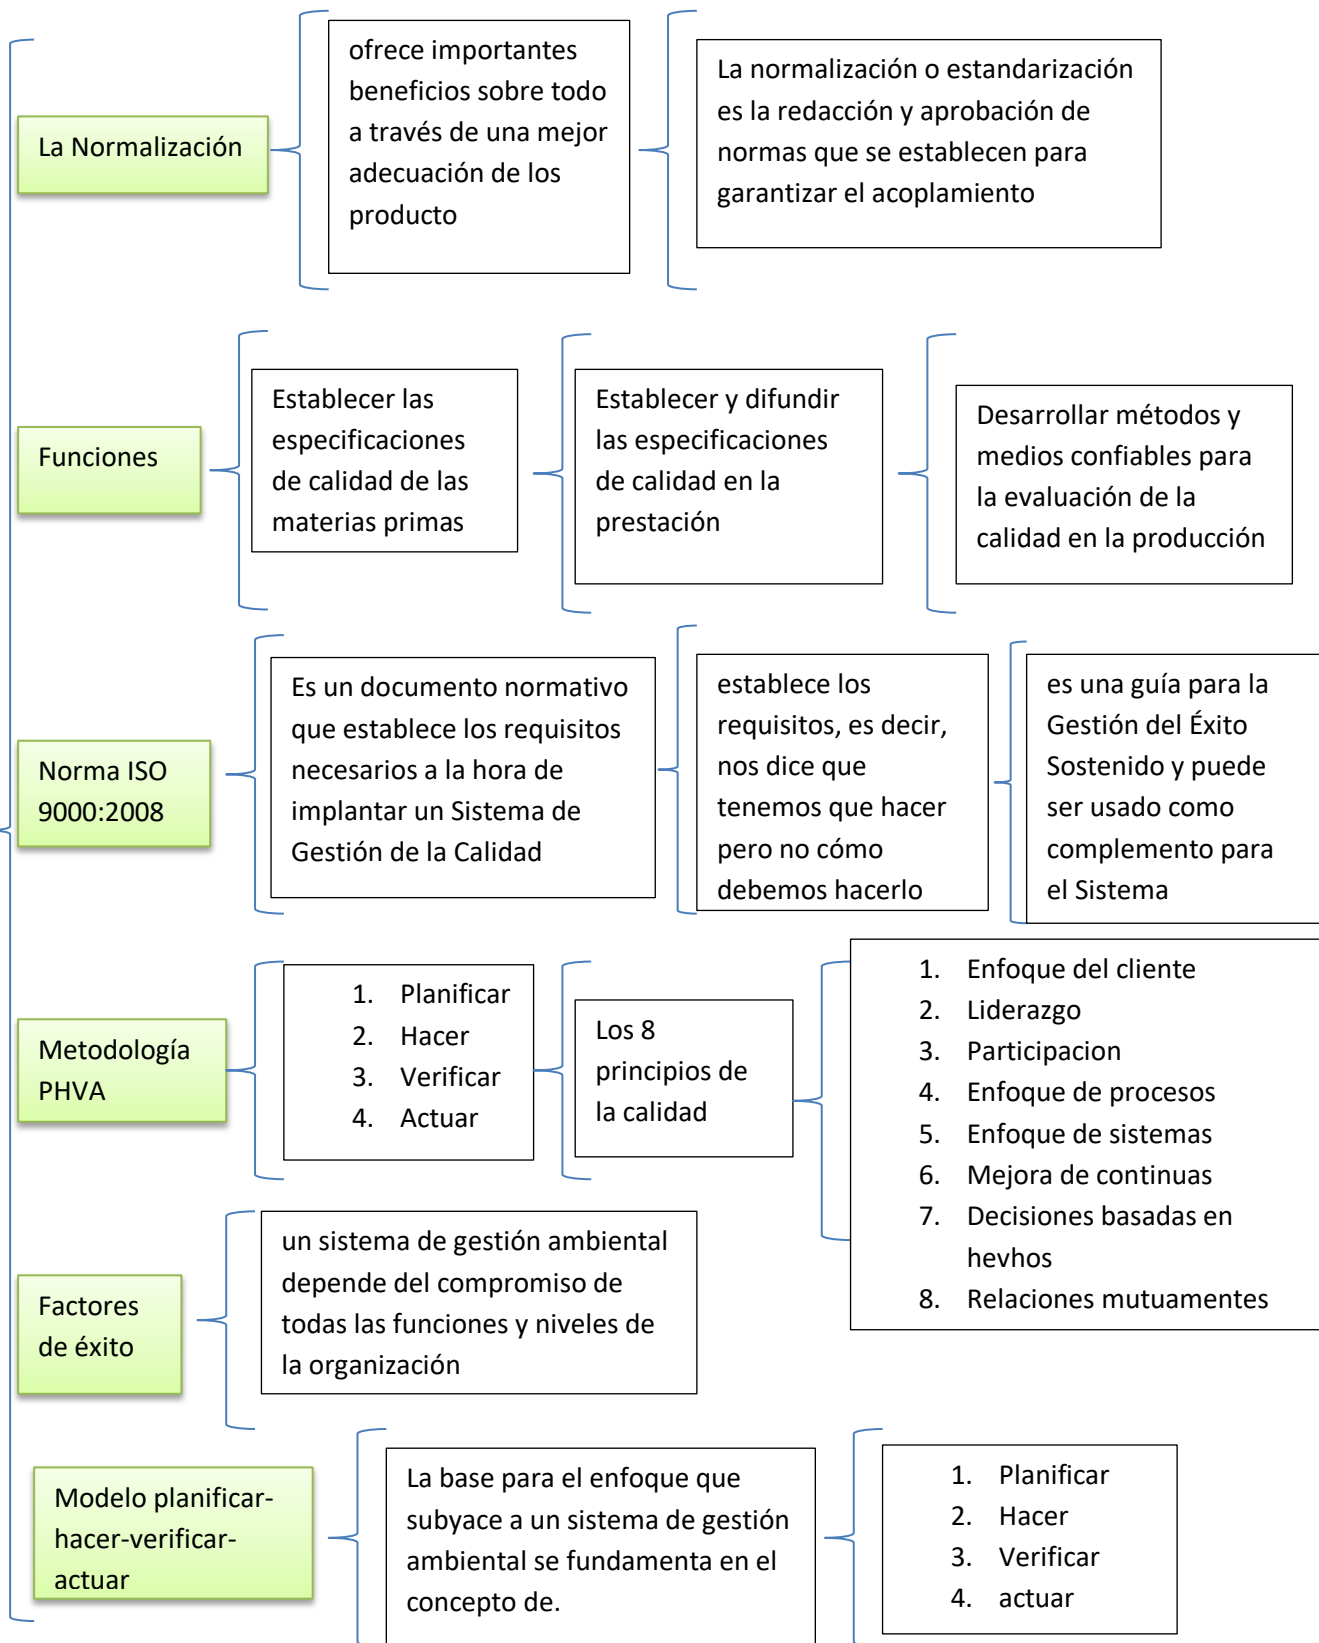 La Normalización
ofrece importantes
beneficios sobre todo
a través de una mejor
adecuación de los
producto
La normalización o estandarización
es la redacción y aprobación de
normas que se establecen para
garantizar el acoplamiento
Funciones
Establecer las
especificaciones
de calidad de las
materias primas
Establecer y difundir
las especificaciones
de calidad en la
prestación
Desarrollar métodos y
medios confiables para
la evaluación de la
calidad en la producción
Norma ISO
9000:2008
Es un documento normativo
que establece los requisitos
necesarios a la hora de
implantar un Sistema de
Gestión de la Calidad
establece los
requisitos, es decir,
nos dice que
tenemos que hacer
pero no cómo
debemos hacerlo
es una guía para la
Gestión del Éxito
Sostenido y puede
ser usado como
complemento para
el Sistema
Metodología
PHVA
1. Planificar
2. Hacer
3. Verificar
4. Actuar
Los 8
principios de
la calidad
1. Enfoque del cliente
2. Liderazgo
3. Participacion
4. Enfoque de procesos
5. Enfoque de sistemas
6. Mejora de continuas
7. Decisiones basadas en
hevhos
8. Relaciones mutuamentes
Factores
de éxito
un sistema de gestión ambiental
depende del compromiso de
todas las funciones y niveles de
la organización
Modelo planificar-
hacer-verificar-
actuar
La base para el enfoque que
subyace a un sistema de gestión
ambiental se fundamenta en el
concepto de.
1. Planificar
2. Hacer
3. Verificar
4. actuar